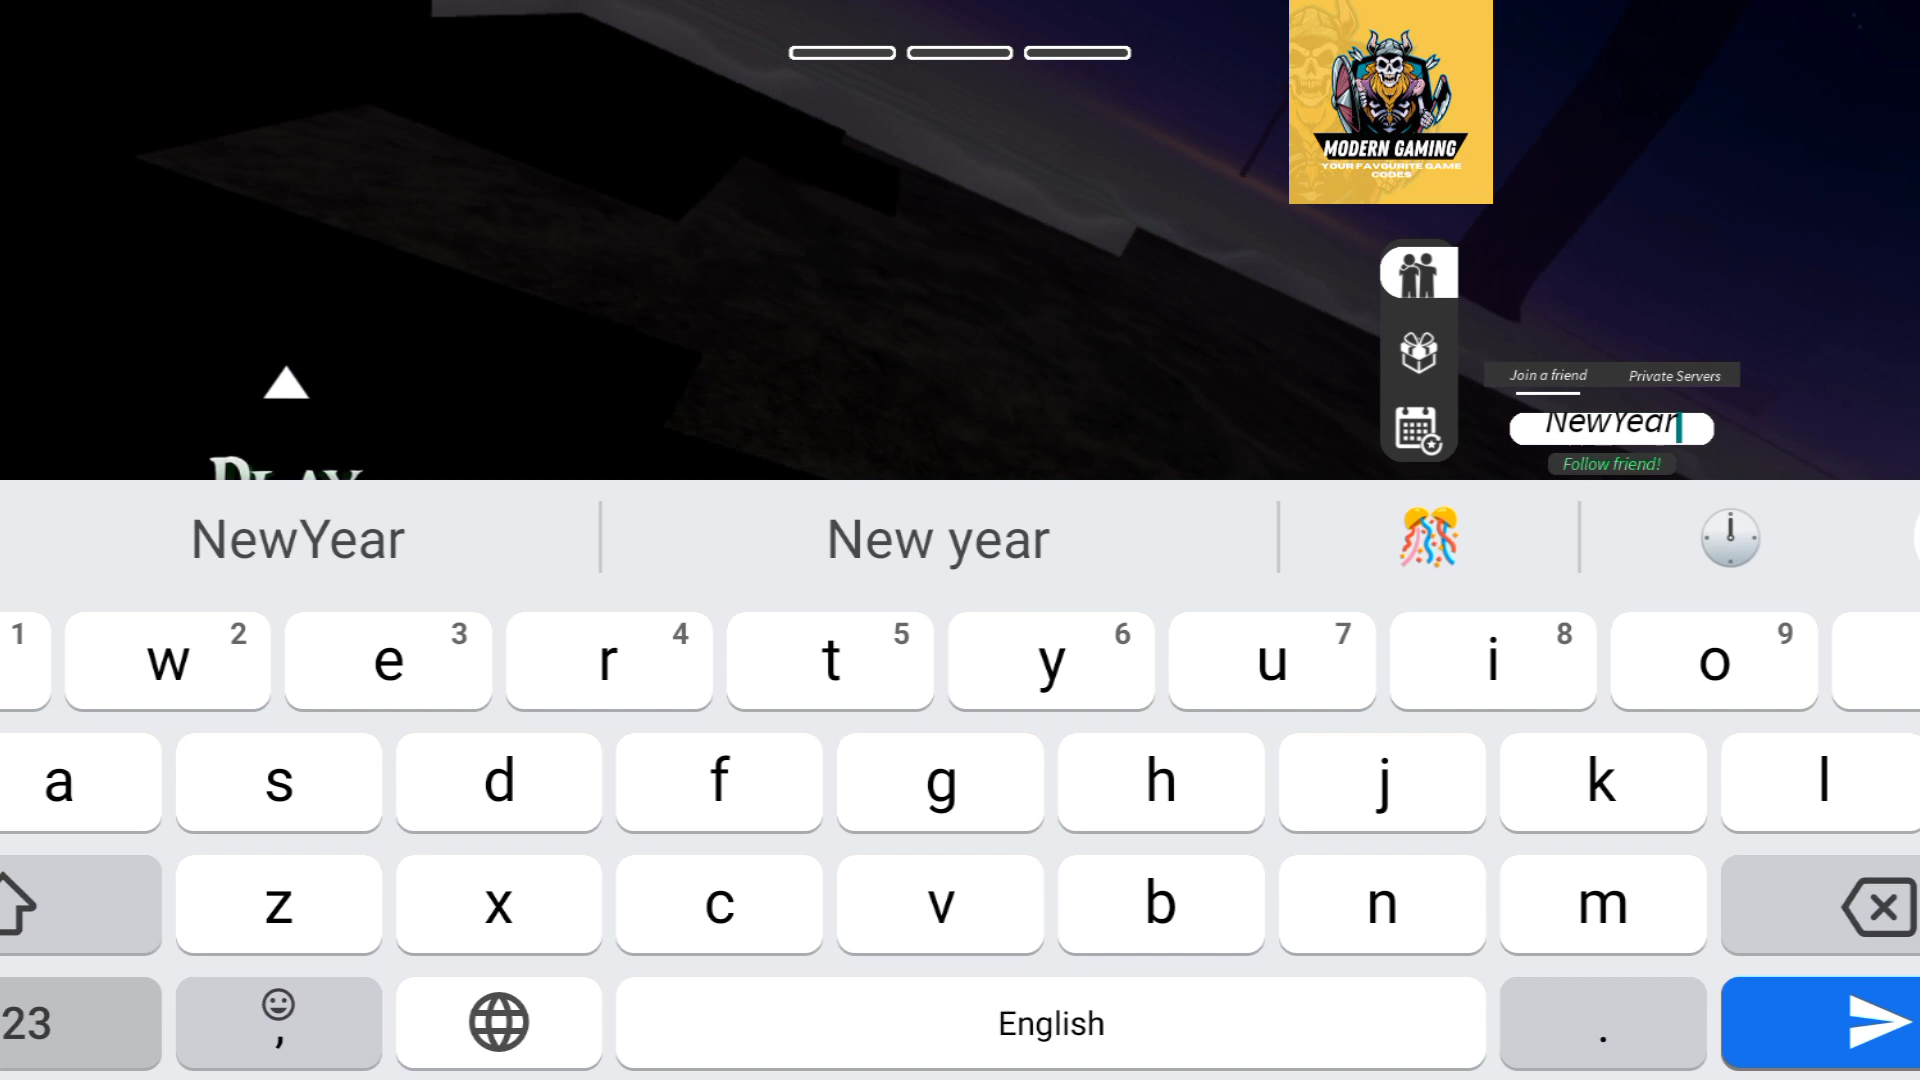 MODERN GAMING
YOUR FAVOURITE GAME
CODES
Join a friend
Private Servers
NewYear
Follow friend!
PLAY
NewYear
New year
1
w 2
e 3
r 4
t 5
y 6
u 7
i 8
o 9
a
s
d
f
g
h
j
k
l
z
x
c
v
b
n
m
23
,
English
.